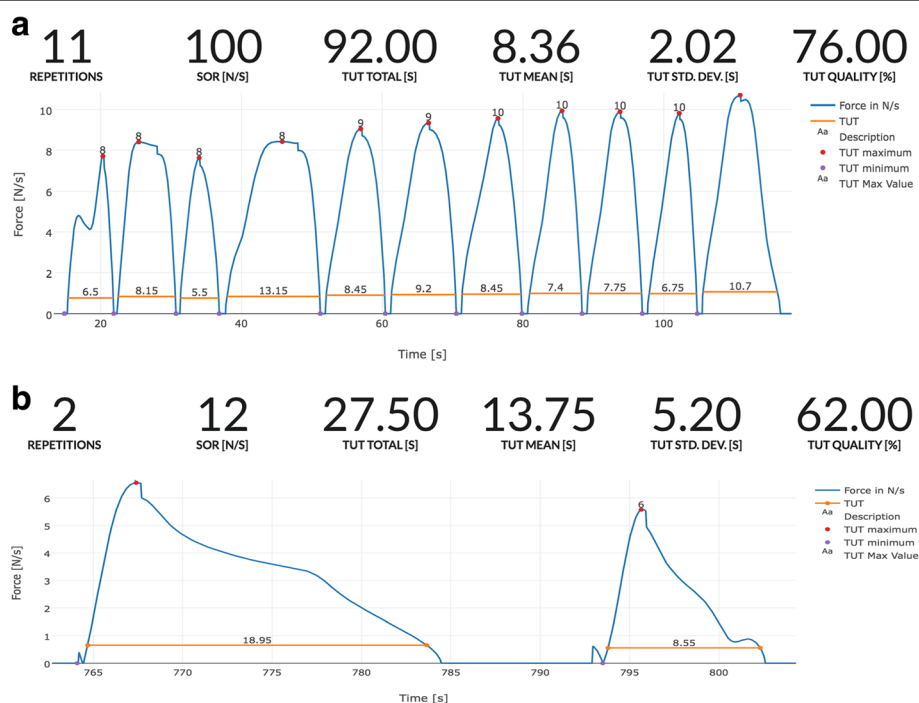 a
11 100 92.00 8.36 2.02 76.00
REPETITIONS SOR [N/S] TUT TOTAL [S] TUT MEAN [S] TUT STD. DEV. [S] TUT QUALITY [%]
Force [N/s]
10
8
6
4
2
0
8 8 8 8 9 9 10 10 10 10
6.5 8.15 5.5 13.15 8.45 9.2 8.45 7.4 7.75 6.75 10.7
20 40 60 80 100
Time [s]
Force in N/s
TUT
Aa Description
TUT maximum
TUT minimum
Aa TUT Max Value
b
2 12 27.50 13.75 5.20 62.00
REPETITIONS SOR [N/S] TUT TOTAL [S] TUT MEAN [S] TUT STD. DEV. [S] TUT QUALITY [%]
Force [N/s]
6
5
4
3
2
1
0
6
18.95 8.55
765 770 775 780 785 790 795 800
Time [s]
Force in N/s
TUT
Aa Description
TUT maximum
TUT minimum
Aa TUT Max Value